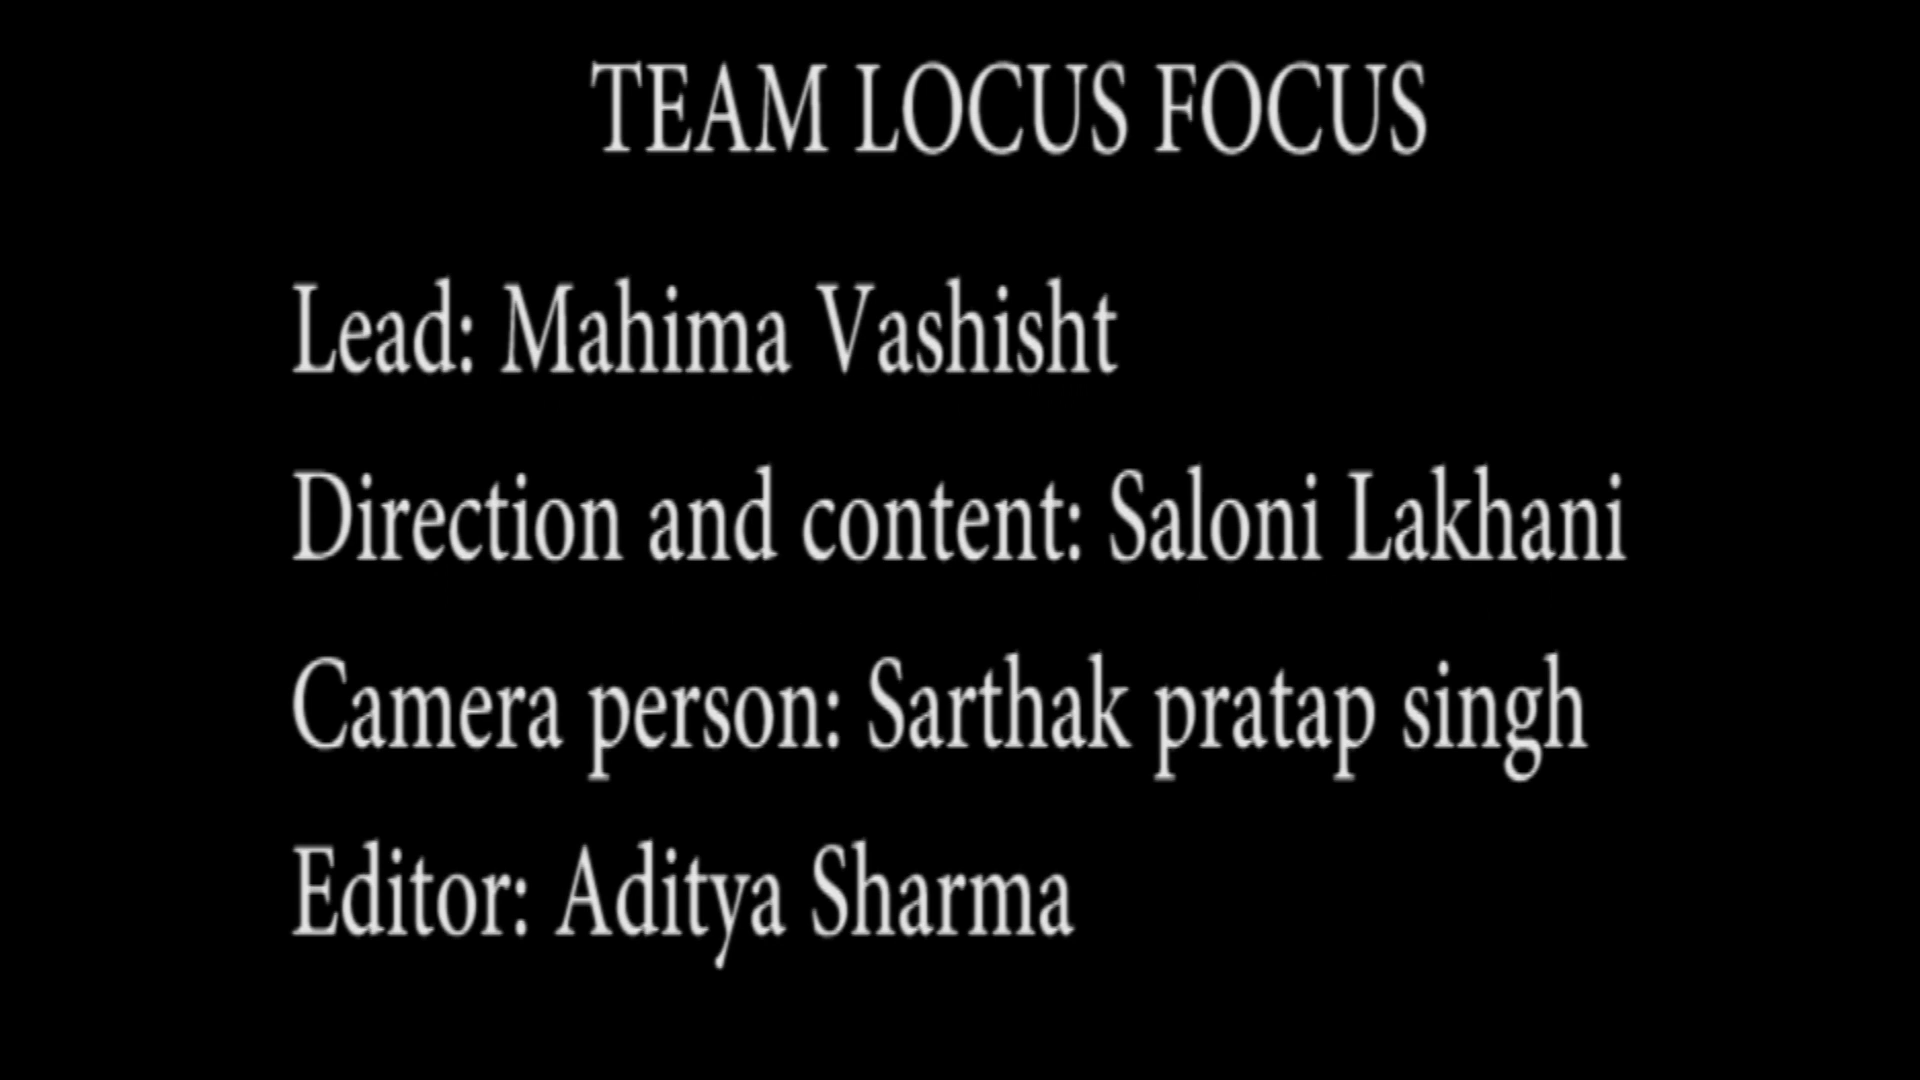 TEAM LOCUS FOCUS
Lead: Mahima Vashisht
Direction and content: Saloni Lakhani
Camera person: Sarthak pratap singh
Editor: Aditya Sharma